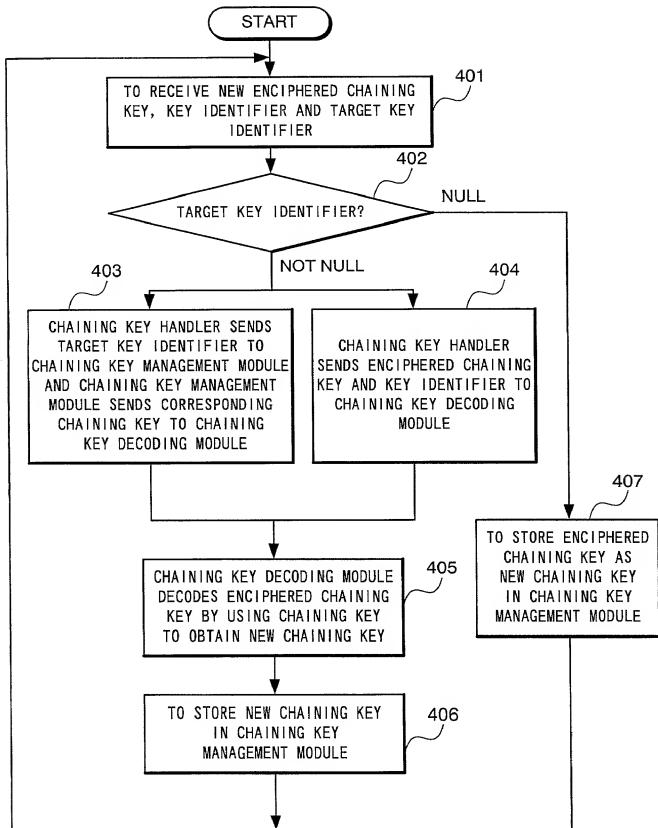 START
TO RECEIVE NEW ENCIPHERED CHAINING
KEY, KEY IDENTIFIER AND TARGET KEY
IDENTIFIER
401
402
TARGET KEY IDENTIFIER?
NULL
NOT NULL
403
CHAINING KEY HANDLER SENDS
TARGET KEY IDENTIFIER TO
CHAINING KEY MANAGEMENT MODULE
AND CHAINING KEY MANAGEMENT
MODULE SENDS CORRESPONDING
CHAINING KEY TO CHAINING
KEY DECODING MODULE
404
CHAINING KEY HANDLER
SENDS ENCIPHERED CHAINING
KEY AND KEY IDENTIFIER TO
CHAINING KEY DECODING
MODULE
407
TO STORE ENCIPHERED
CHAINING KEY AS
NEW CHAINING KEY
IN CHAINING KEY
MANAGEMENT MODULE
CHAINING KEY DECODING MODULE
DECODES ENCIPHERED CHAINING
KEY BY USING CHAINING KEY
TO OBTAIN NEW CHAINING KEY
405
TO STORE NEW CHAINING KEY
IN CHAINING KEY
MANAGEMENT MODULE
406